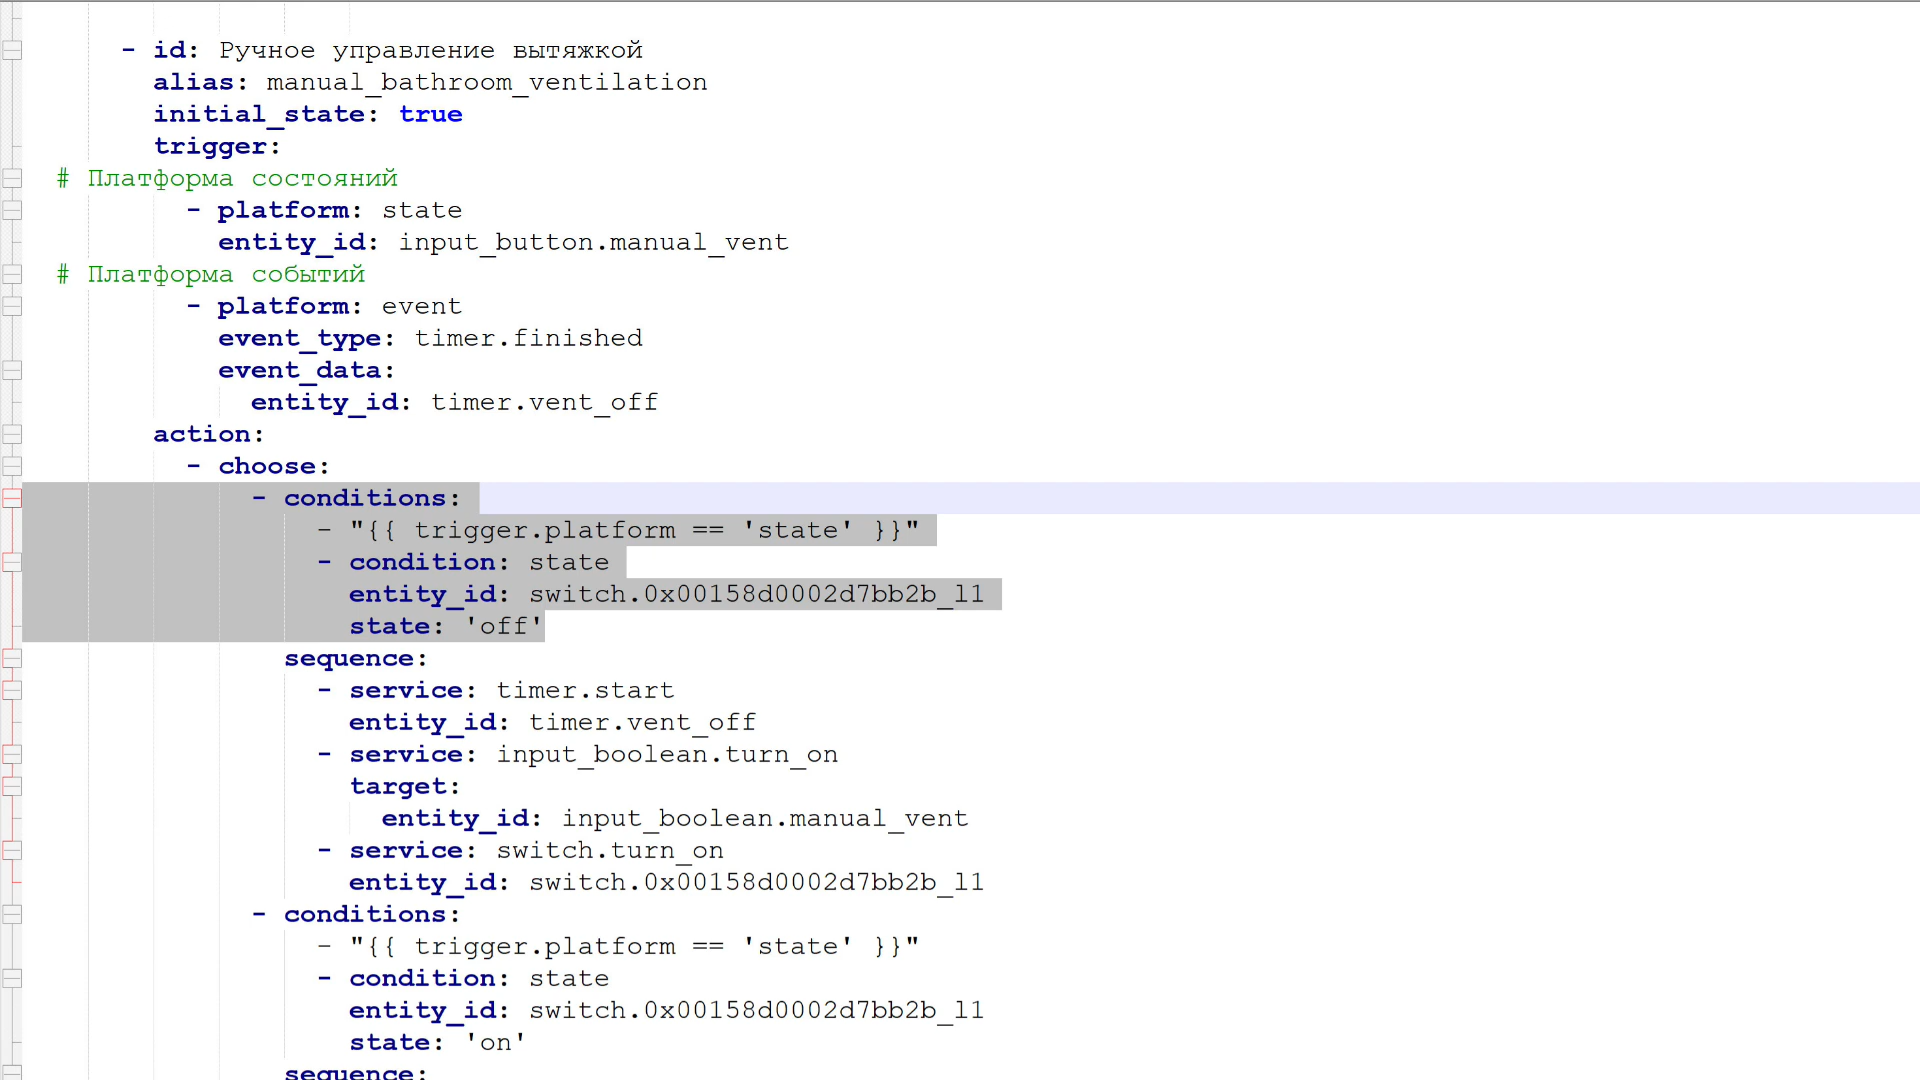 - id: Ручное управление вытяжкой
alias: manual_bathroom_ventilation
initial_state: true
trigger:
# Платформа состояний
- platform: state
entity_id: input_button.manual_vent
# Платформа событий
- platform: event
event_type: timer.finished
event_data:
entity_id: timer.vent_off
action:
- choose:
- conditions:
- "{{ trigger.platform == 'state' }}"
- condition: state
entity_id: switch.0x00158d0002d7bb2b_l1
state: 'off'
sequence:
- service: timer.start
entity_id: timer.vent_off
- service: input_boolean.turn_on
target:
entity_id: input_boolean.manual_vent
- service: switch.turn_on
entity_id: switch.0x00158d0002d7bb2b_l1
- conditions:
- "{{ trigger.platform == 'state' }}"
- condition: state
entity_id: switch.0x00158d0002d7bb2b_l1
state: 'on'
sequence: